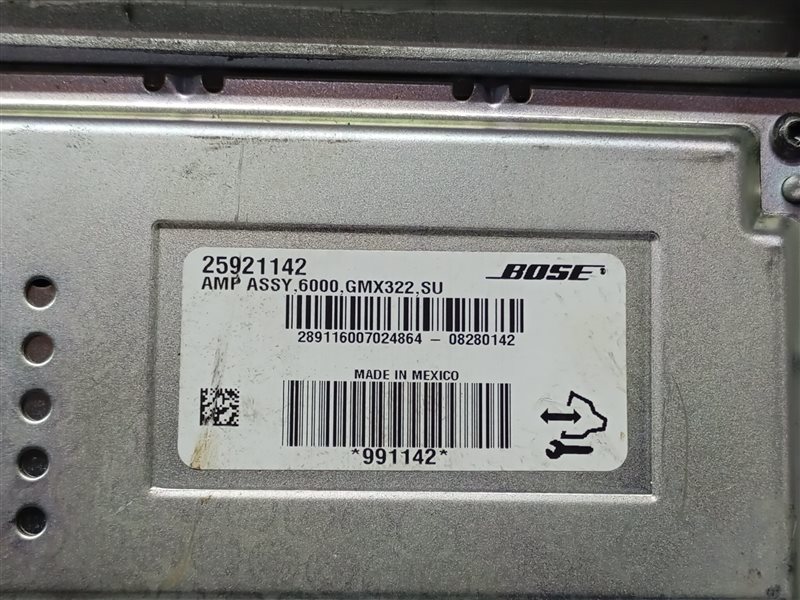 25921142
BOSE
AMP ASSY,6000,GMX322,SU
289116007024864 - 08280142
MADE IN MEXICO
*991142*